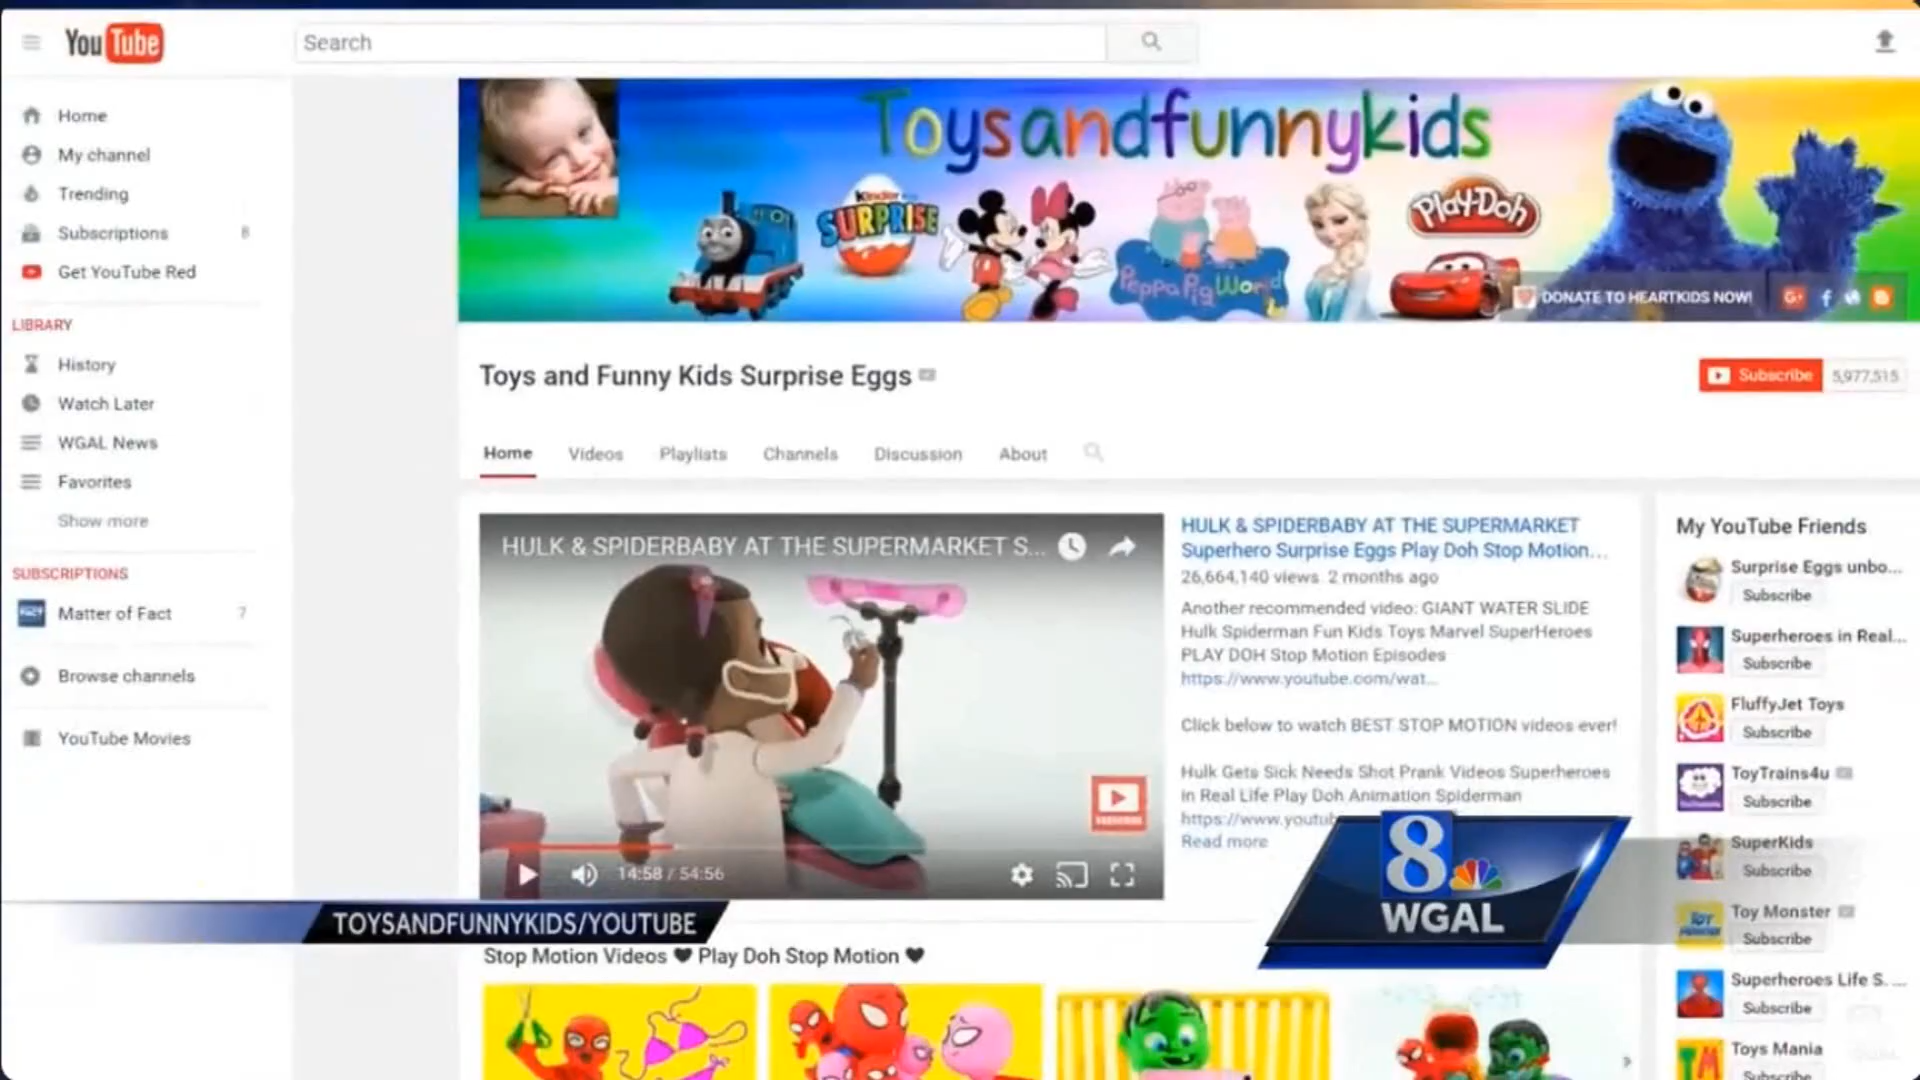 YouTube
Search
Home
My channel
Trending
Subscriptions 8
Get YouTube Red
LIBRARY
History
Watch Later
WGAL News
Favorites
Show more
SUBSCRIPTIONS
Matter of Fact 7
Browse channels
YouTube Movies
Toysandfunnykids
Kinder
SURPRISE
Peppa Pig World
Play-Doh
DONATE TO HEARTKIDS NOW!
G+ f
Toys and Funny Kids Surprise Eggs
Subscribe 5,977,515
Home Videos Playlists Channels Discussion About
HULK & SPIDERBABY AT THE SUPERMARKET S...
14:58 / 54:56
HULK & SPIDERBABY AT THE SUPERMARKET
Superhero Surprise Eggs Play Doh Stop Motion...
26,664,140 views 2 months ago
Another recommended video: GIANT WATER SLIDE
Hulk Spiderman Fun Kids Toys Marvel SuperHeroes
PLAY DOH Stop Motion Episodes
https://www.youtube.com/wat...
Click below to watch BEST STOP MOTION videos ever!
Hulk Gets Sick Needs Shot Prank Videos Superheroes
in Real Life Play Doh Animation Spiderman
https://www.youtub
Read more
My YouTube Friends
Surprise Eggs unbo...
Subscribe
Superheroes in Real...
Subscribe
FluffyJet Toys
Subscribe
ToyTrains4u
Subscribe
SuperKids
Subscribe
Toy Monster
Subscribe
Superheroes Life S. ...
Subscribe
Toys Mania
Subscribe
8
WGAL
TOYSANDFUNNYKIDS/YOUTUBE
Stop Motion Videos ♥ Play Doh Stop Motion ♥